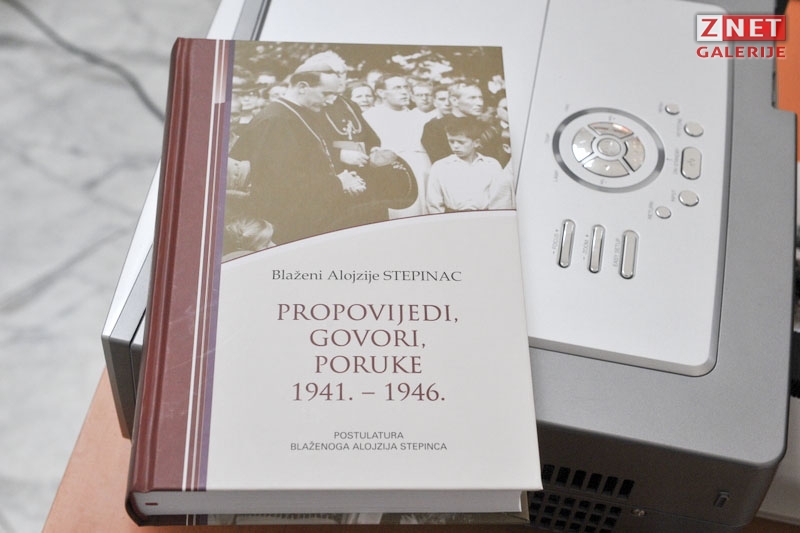 ZNET
GALERIJE
Blaženi Alojzije STEPINAC
PROPOVIJEDI,
GOVORI,
PORUKE
1941. – 1946.
POSTULATURA
BLAŽENOGA ALOJZIJA STEPINCA